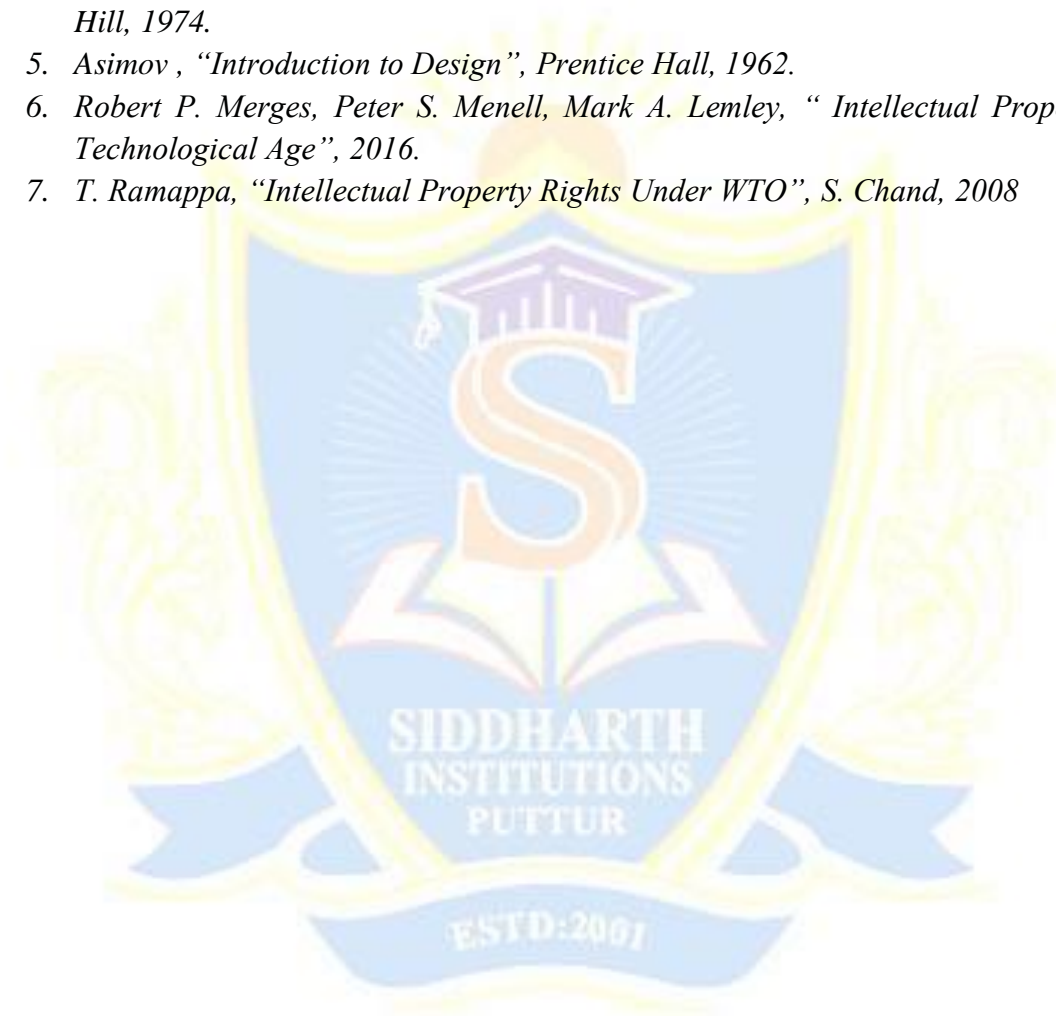 Hill, 1974.
5. Asimov , “Introduction to Design”, Prentice Hall, 1962.
6. Robert P. Merges, Peter S. Menell, Mark A. Lemley, “ Intellectual Prop
Technological Age”, 2016.
7. T. Ramappa, “Intellectual Property Rights Under WTO”, S. Chand, 2008
S
SIDDHARTH
INSTITUTIONS
PUTTUR
ESTD:2001